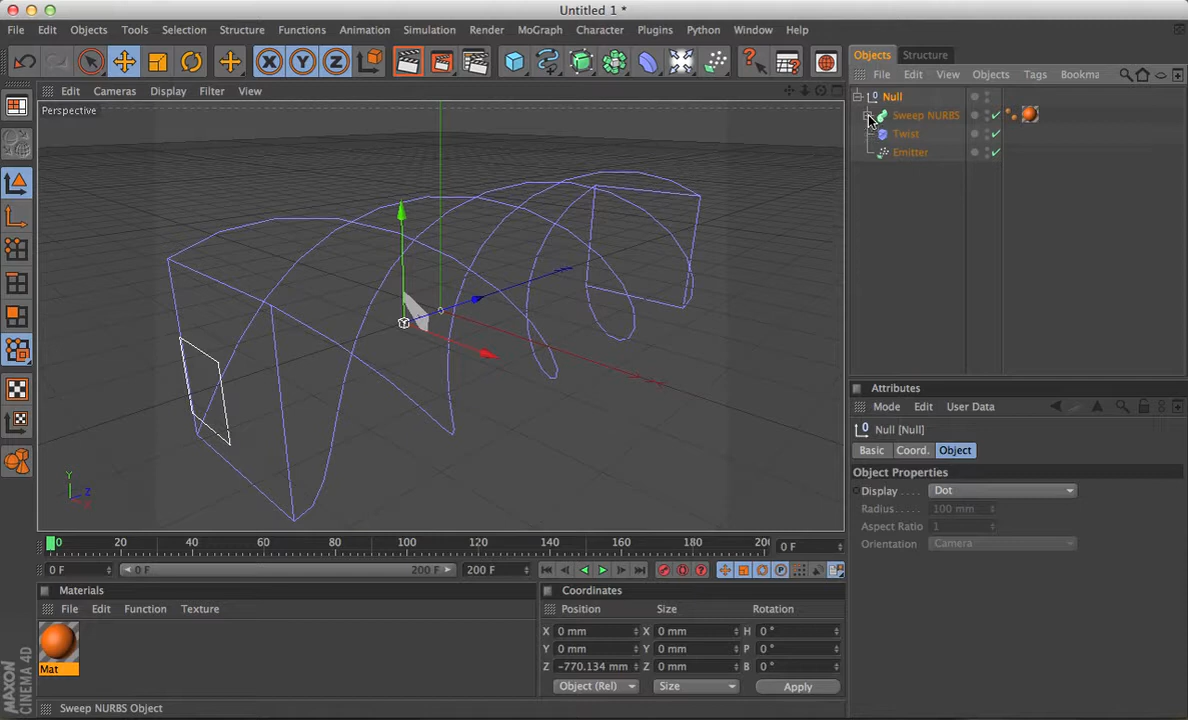 Untitled 1 *
File Edit Objects Tools Selection Structure Functions Animation Simulation Render MoGraph Character Plugins Python Window Help
X Y Z
Objects Structure
Edit Cameras Display Filter View
File Edit View Objects Tags Bookma
Perspective
Null
Sweep NURBS
Twist
Emitter
Attributes
Mode Edit User Data
Null [Null]
Basic Coord. Object
Object Properties
Display Dot
Radius 100 mm
Aspect Ratio 1
Orientation Camera
Y
Z
0 20 40 60 80 100 120 140 160 180 20 0 F
0 F 0 F 200 F 200 F
Materials
File Edit Function Texture
Mat
Coordinates
Position Size Rotation
X 0 mm X 0 mm H 0 °
Y 0 mm Y 0 mm P 0 °
Z -770.134 mm Z 0 mm B 0 °
Object (Rel) Size Apply
MAXON
CINEMA 4D
Sweep NURBS Object